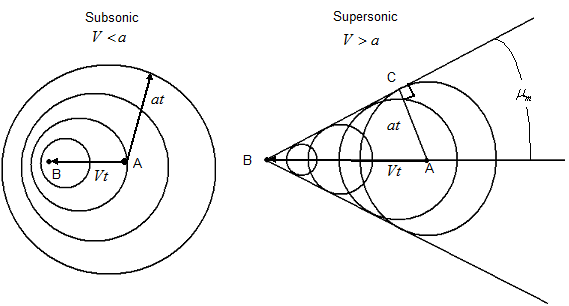 Subsonic
V < a
at
B
A
Vt
Supersonic
V > a
C
μm
at
B
Vt
A